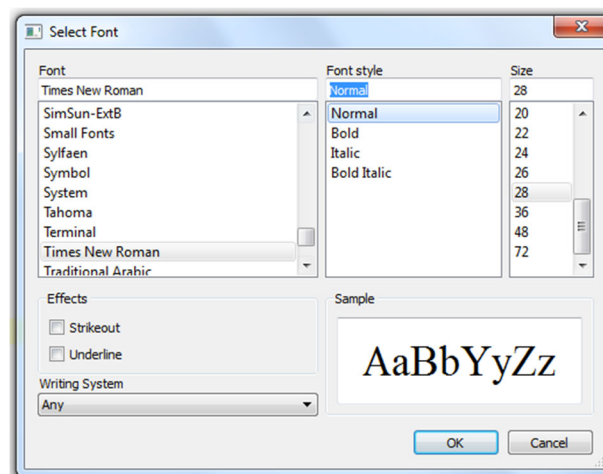 Select Font
Font
Times New Roman
SimSun-ExtB
Small Fonts
Sylfaen
Symbol
System
Tahoma
Terminal
Times New Roman
Traditional Arabic
Font style
Normal
Normal
Bold
Italic
Bold Italic
Size
28
20
22
24
26
28
36
48
72
Effects
Strikeout
Underline
Writing System
Any
Sample
AaBbYyZz
OK
Cancel